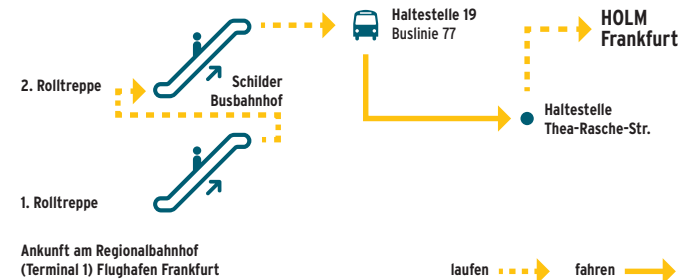 Haltestelle 19
Buslinie 77
HOLM
Frankfurt
2. Rolltreppe
Schilder
Busbahnhof
Haltestelle
Thea-Rasche-Str.
1. Rolltreppe
Ankunft am Regionalbahnhof
(Terminal 1) Flughafen Frankfurt
laufen
fahren